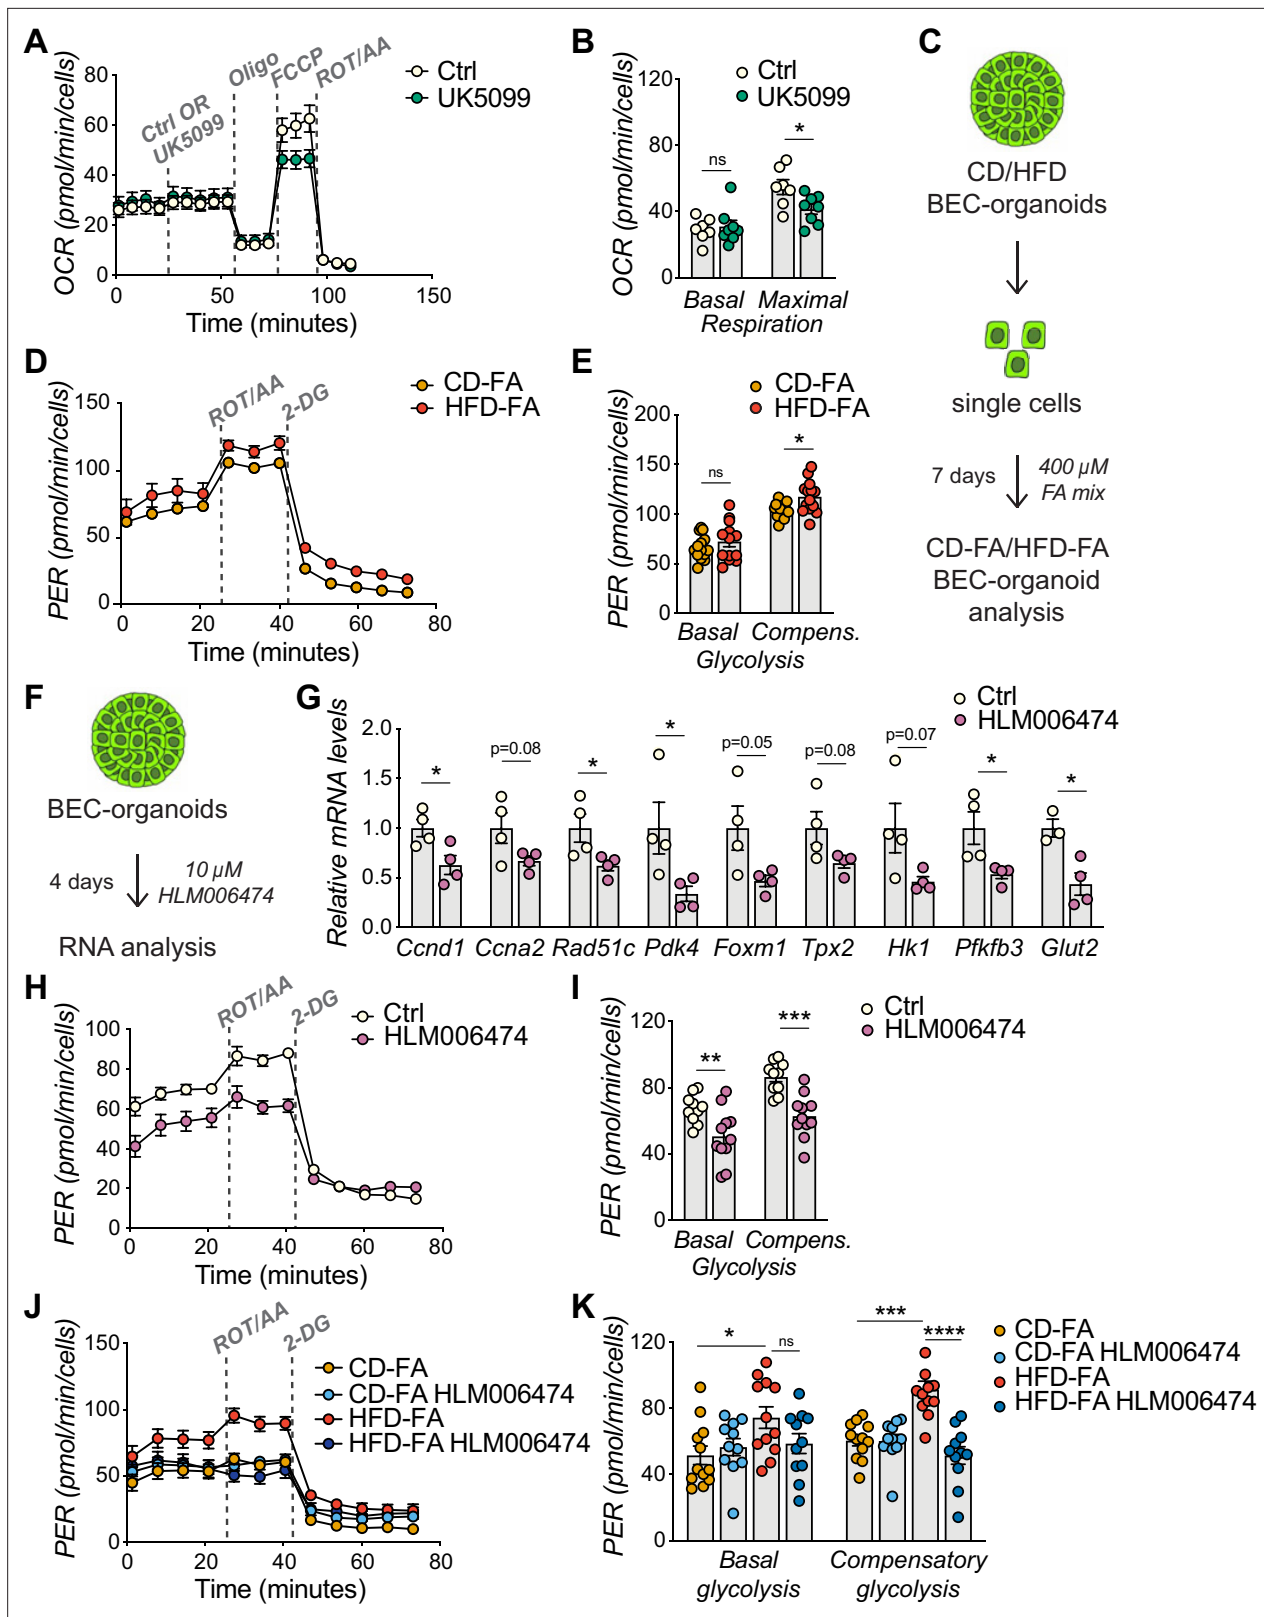 A
OCR (pmol/min/cells)
80
60
40
20
0
0
50
100
150
Time (minutes)
Ctrl OR
UK5099
Oligo
FCCP
ROT/AA
Ctrl
UK5099
B
OCR (pmol/min/cells)
120
80
40
0
Ctrl
UK5099
ns
*
Basal Maximal
Respiration
C
CD/HFD
BEC-organoids
single cells
7 days
400 µM
FA mix
CD-FA/HFD-FA
BEC-organoid
analysis
D
PER (pmol/min/cells)
150
100
50
0
0
20
40
60
80
Time (minutes)
ROT/AA
2-DG
CD-FA
HFD-FA
E
PER (pmol/min/cells)
200
150
100
50
0
CD-FA
HFD-FA
ns
*
Basal Compens.
Glycolysis
F
BEC-organoids
4 days
10 µM
HLM006474
RNA analysis
G
Relative mRNA levels
2.0
1.5
1.0
0.5
0.0
Ctrl
HLM006474
*
p=0.08
*
*
p=0.05
p=0.08
p=0.07
*
*
Ccnd1 Ccna2 Rad51c Pdk4 Foxm1 Tpx2 Hk1 Pfkfb3 Glut2
H
PER (pmol/min/cells)
100
80
60
40
20
0
0
20
40
60
80
Time (minutes)
ROT/AA
2-DG
Ctrl
HLM006474
I
PER (pmol/min/cells)
120
80
40
0
Ctrl
HLM006474
**
***
Basal Compens.
Glycolysis
J
PER (pmol/min/cells)
150
100
50
0
0
20
40
60
80
Time (minutes)
ROT/AA
2-DG
CD-FA
CD-FA HLM006474
HFD-FA
HFD-FA HLM006474
K
PER (pmol/min/cells)
120
80
40
0
*
ns
***
****
CD-FA
CD-FA HLM006474
HFD-FA
HFD-FA HLM006474
Basal Compensatory
glycolysis glycolysis